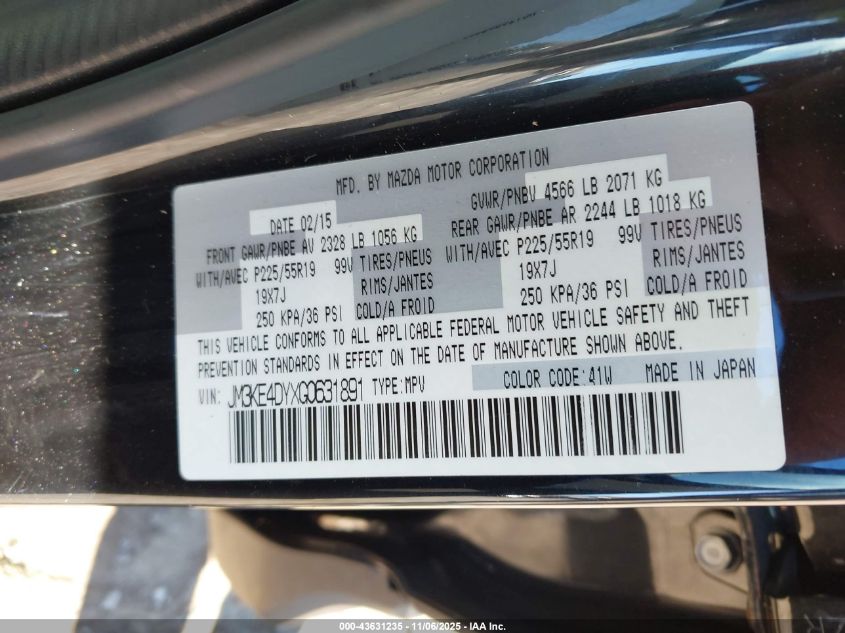 MFD. BY MAZDA MOTOR CORPORATION
DATE 02/15 GVWR/PNBV 4566 LB 2071 KG
FRONT GAWR/PNBE AV 2328 LB 1056 KG REAR GAWR/PNBE AR 2244 LB 1018 KG
WITH/AVEC P225/55R19 99V TIRES/PNEUS WITH/AVEC P225/55R19 99V TIRES/PNEUS
19X7J RIMS/JANTES 19X7J RIMS/JANTES
250 KPA/36 PSI COLD/A FROID 250 KPA/36 PSI COLD/A FROID
THIS VEHICLE CONFORMS TO ALL APPLICABLE FEDERAL MOTOR VEHICLE SAFETY AND THEFT
PREVENTION STANDARDS IN EFFECT ON THE DATE OF MANUFACTURE SHOWN ABOVE.
VIN: JM3KE4DYXG0631891 TYPE:MPV COLOR CODE:41W MADE IN JAPAN
000-43631235 - 11/06/2025 - IAA Inc.